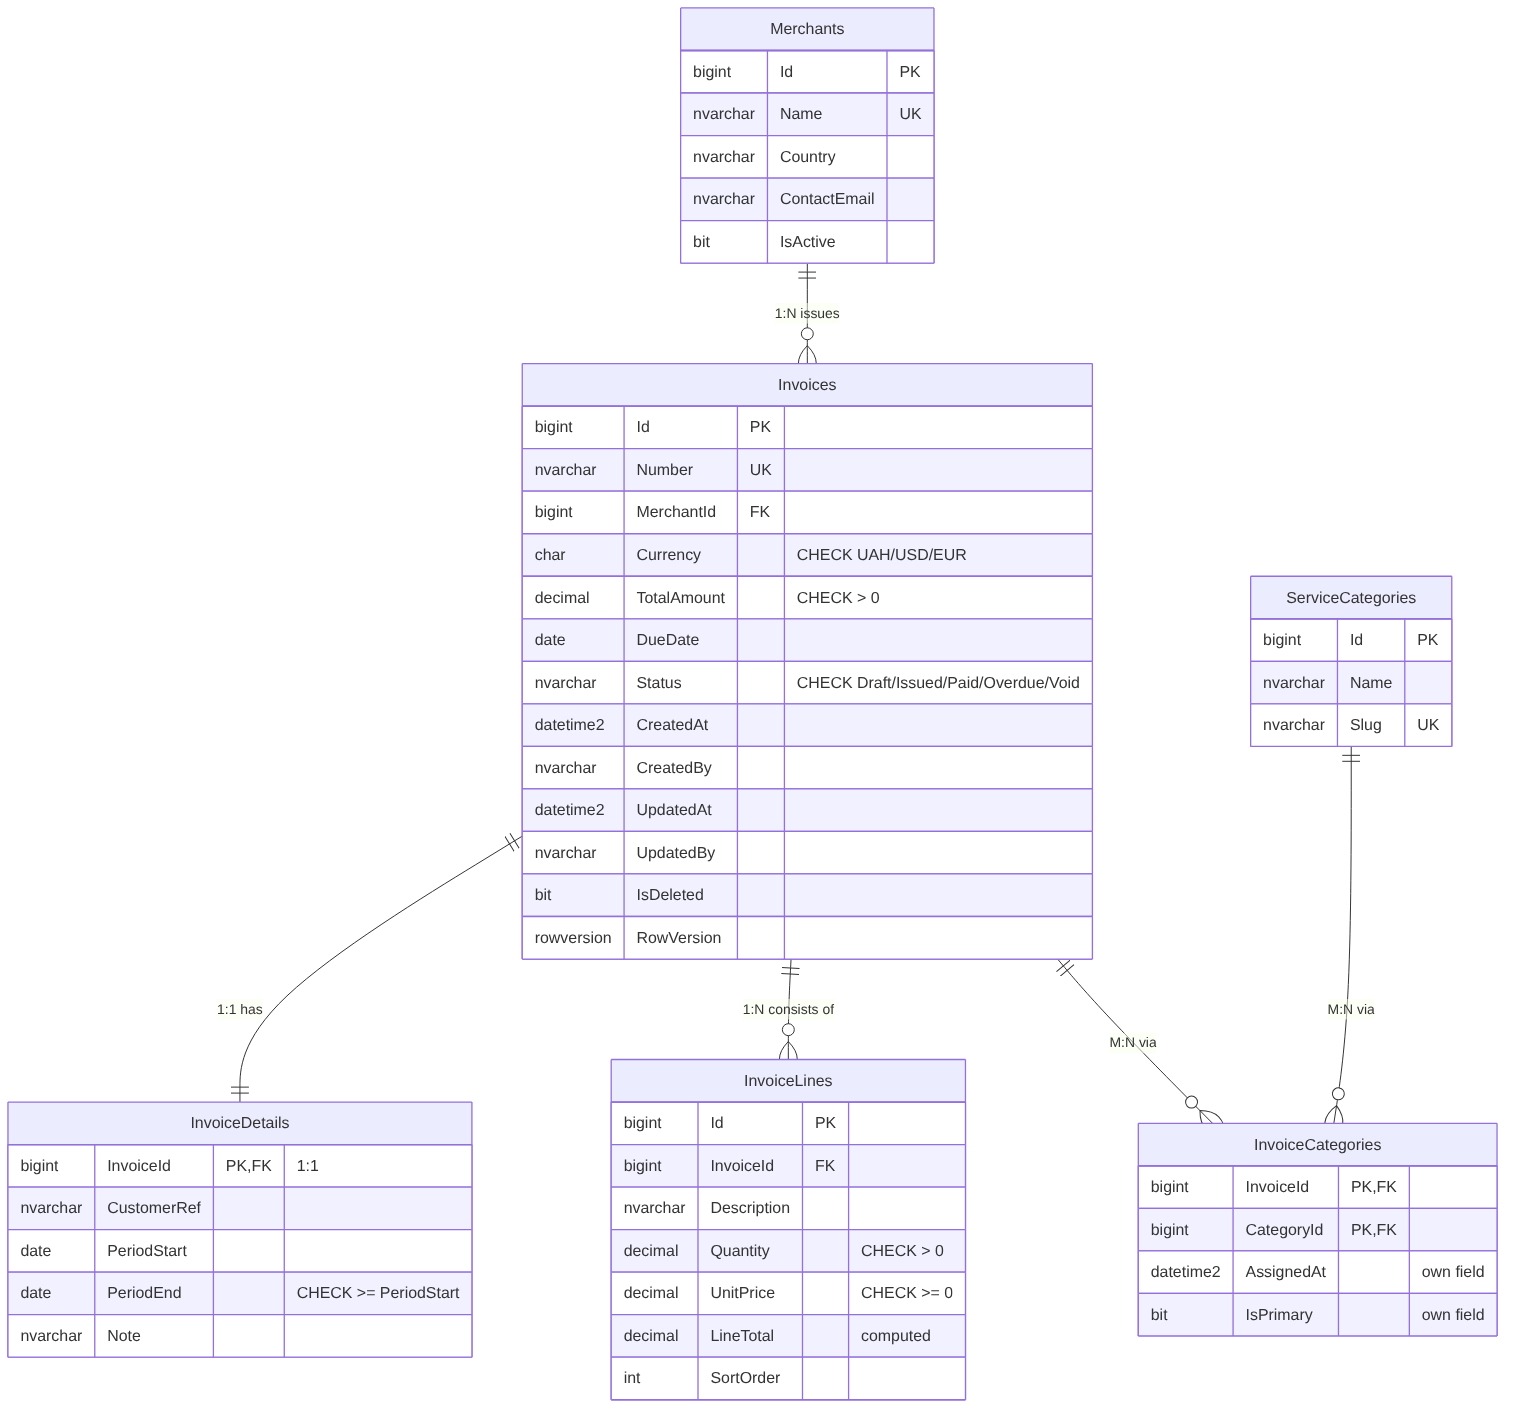 Merchants
bigint Id PK
nvarchar Name UK
nvarchar Country
nvarchar ContactEmail
bit IsActive
1:N issues
Invoices
bigint Id PK
nvarchar Number UK
bigint MerchantId FK
char Currency CHECK UAH/USD/EUR
decimal TotalAmount CHECK > 0
date DueDate
nvarchar Status CHECK Draft/Issued/Paid/Overdue/Void
datetime2 CreatedAt
nvarchar CreatedBy
datetime2 UpdatedAt
nvarchar UpdatedBy
bit IsDeleted
rowversion RowVersion
ServiceCategories
bigint Id PK
nvarchar Name
nvarchar Slug UK
1:1 has
1:N consists of
M:N via
M:N via
InvoiceDetails
bigint InvoiceId PK,FK 1:1
nvarchar CustomerRef
date PeriodStart
date PeriodEnd CHECK >= PeriodStart
nvarchar Note
InvoiceLines
bigint Id PK
bigint InvoiceId FK
nvarchar Description
decimal Quantity CHECK > 0
decimal UnitPrice CHECK >= 0
decimal LineTotal computed
int SortOrder
InvoiceCategories
bigint InvoiceId PK,FK
bigint CategoryId PK,FK
datetime2 AssignedAt own field
bit IsPrimary own field